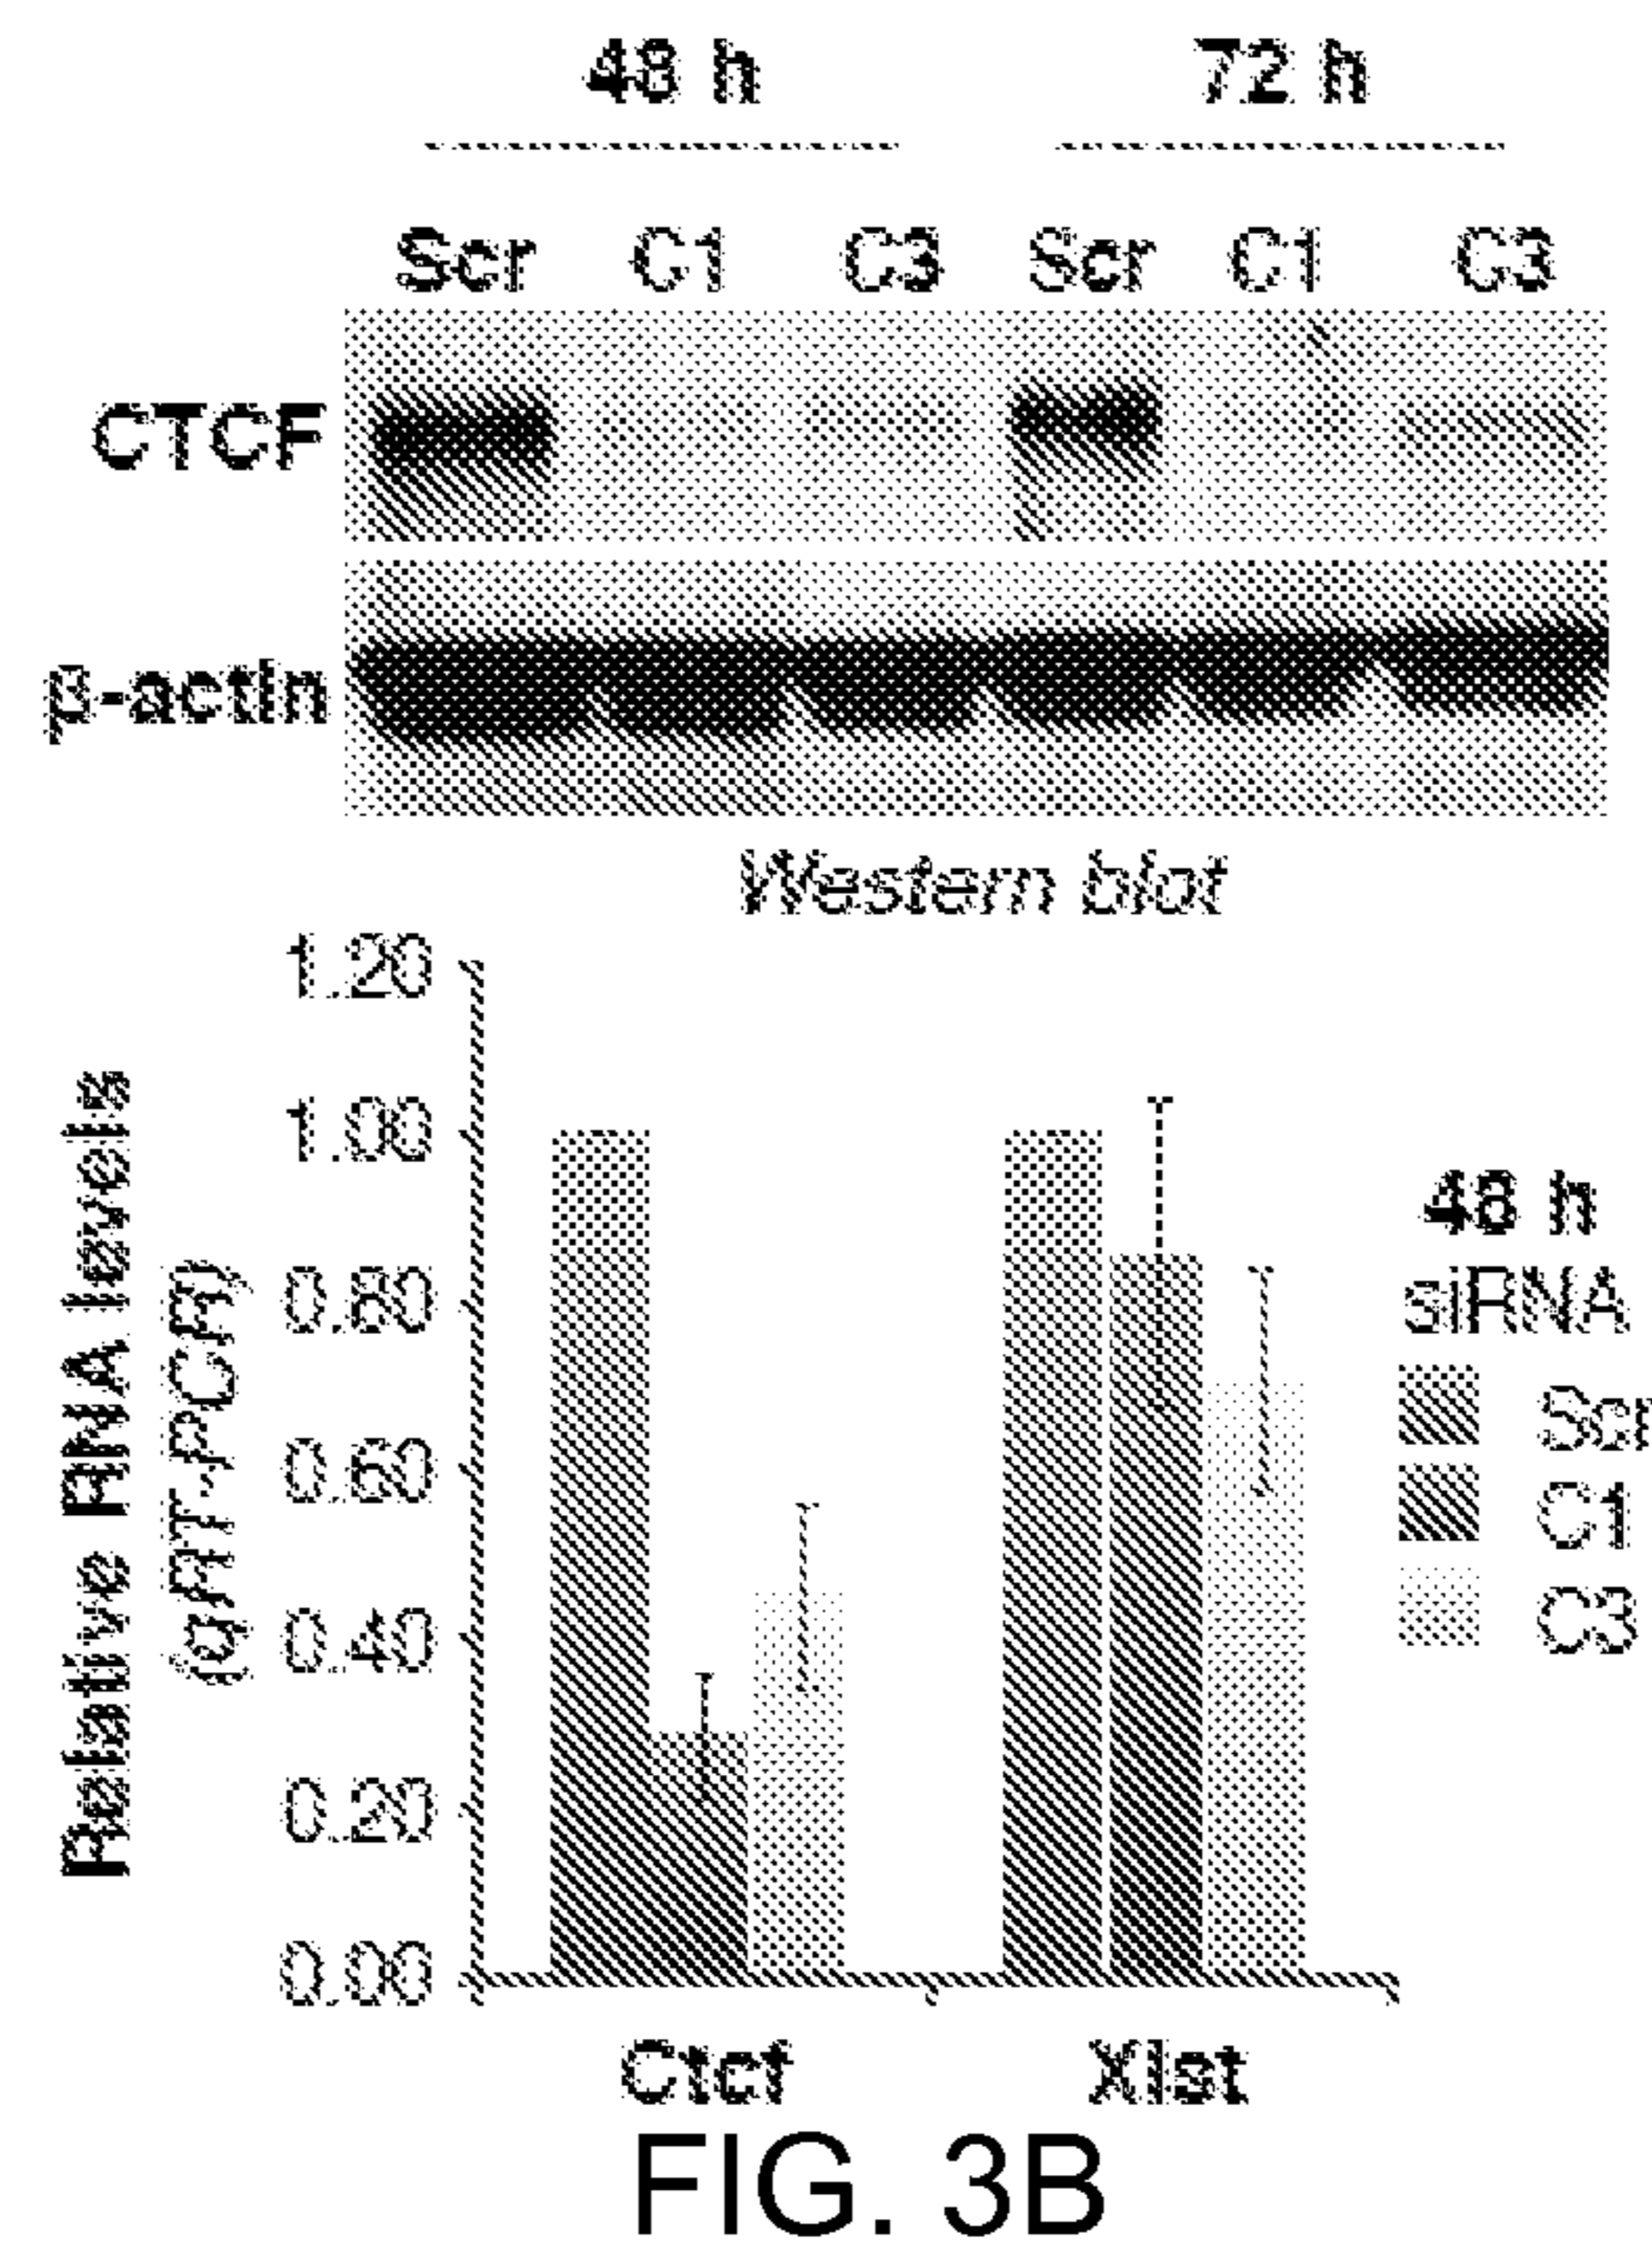 48 h 72 h
Scr C1 C3 Scr C1 C3
CTCF
β-actin
Western blot
Relative RNA levels
(qRT-PCR)
1.20
1.00
0.80
0.60
0.40
0.20
0.00
48 h
siRNA
Scr
C1
C3
Ctcf Xist
FIG. 3B